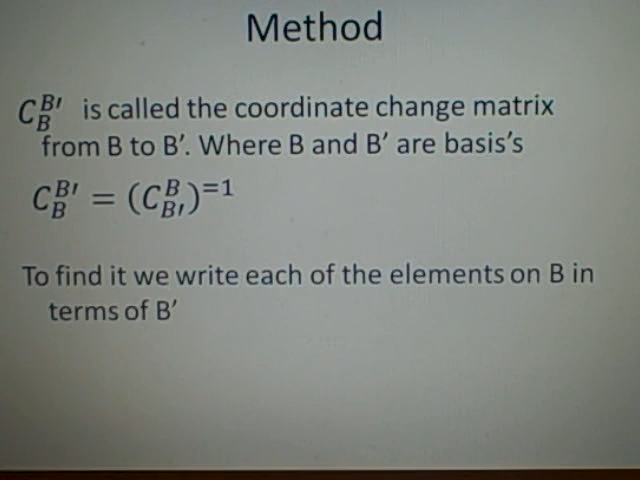 Method
C_B^{B′} is called the coordinate change matrix
from B to B′. Where B and B′ are basis's
C_B^{B′} = (C_{B′}^B)^{=1}
To find it we write each of the elements on B in
terms of B′